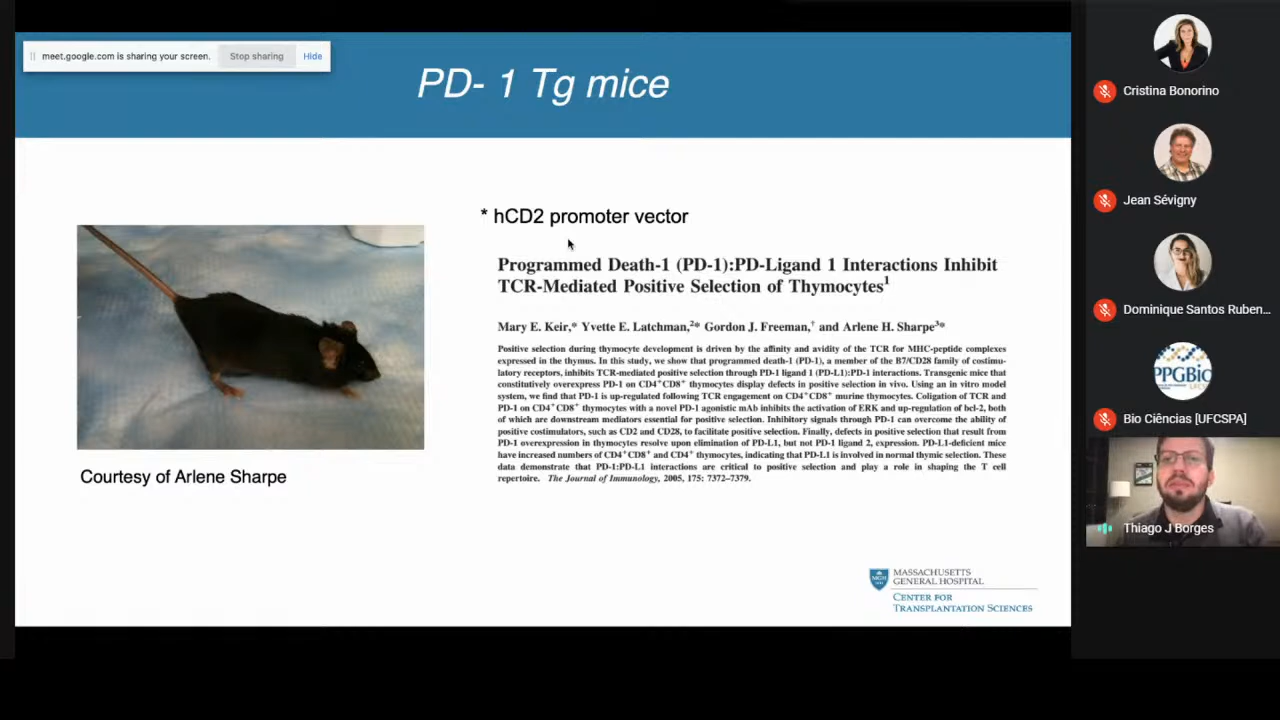 meet.google.com is sharing your screen. Stop sharing Hide
PD- 1 Tg mice
* hCD2 promoter vector
Programmed Death-1 (PD-1):PD-Ligand 1 Interactions Inhibit
TCR-Mediated Positive Selection of Thymocytes¹
Mary E. Keir,* Yvette E. Latchman,²* Gordon J. Freeman,† and Arlene H. Sharpe³*
Positive selection during thymocyte development is driven by the affinity and avidity of the TCR for MHC-peptide complexes
expressed in the thymus. In this study, we show that programmed death-1 (PD-1), a member of the B7/CD28 family of costimu-
latory receptors, inhibits TCR-mediated positive selection through PD-1 ligand 1 (PD-L1):PD-1 interactions. Transgenic mice that
constitutively overexpress PD-1 on CD4⁺CD8⁺ thymocytes display defects in positive selection in vivo. Using an in vitro model
system, we find that PD-1 is up-regulated following TCR engagement on CD4⁺CD8⁺ murine thymocytes. Coligation of TCR and
PD-1 on CD4⁺CD8⁺ thymocytes with a novel PD-1 agonistic mAb inhibits the activation of ERK and up-regulation of bcl-2, both
of which are downstream mediators essential for positive selection. Inhibitory signals through PD-1 can overcome the ability of
positive costimulators, such as CD2 and CD28, to facilitate positive selection. Finally, defects in positive selection that result from
PD-1 overexpression in thymocytes resolve upon elimination of PD-L1, but not PD-1 ligand 2, expression. PD-L1-deficient mice
have increased numbers of CD4⁺CD8⁺ and CD4⁺ thymocytes, indicating that PD-L1 is involved in normal thymic selection. These
data demonstrate that PD-1:PD-L1 interactions are critical to positive selection and play a role in shaping the T cell
repertoire. The Journal of Immunology, 2005, 175: 7372–7379.
Courtesy of Arlene Sharpe
MGH
MASSACHUSETTS
GENERAL HOSPITAL
CENTER FOR
TRANSPLANTATION SCIENCES
Cristina Bonorino
Jean Sévigny
Dominique Santos Ruben...
PPGBio
Bio Ciências [UFCSPA]
Thiago J Borges